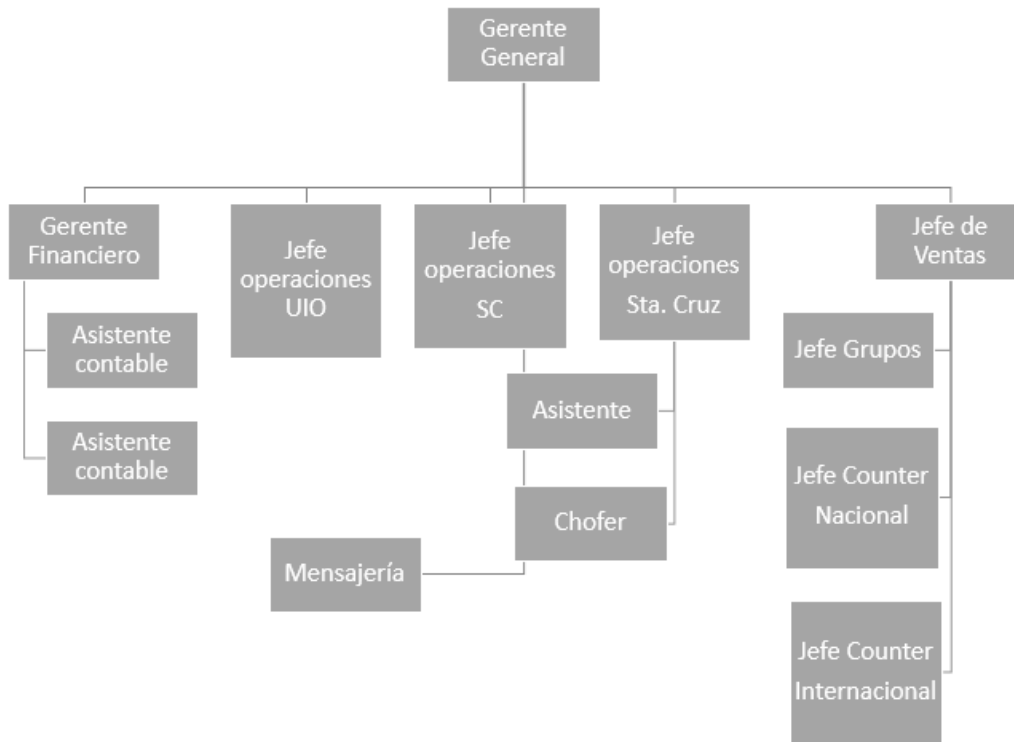 Gerente
General
Gerente
Financiero
Jefe
operaciones
UIO
Jefe
operaciones
SC
Jefe
operaciones
Sta. Cruz
Jefe de
Ventas
Asistente
contable
Asistente
contable
Asistente
Chofer
Mensajería
Jefe Grupos
Jefe Counter
Nacional
Jefe Counter
Internacional